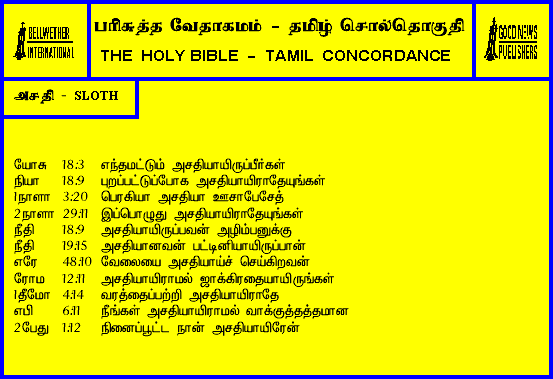 BELLWETHER INTERNATIONAL
பரிசுத்த வேதாகமம் - தமிழ் சொல்தொகுதி
THE HOLY BIBLE - TAMIL CONCORDANCE
GOOD NEWS PUBLISHERS
அசதி - SLOTH
யோசு 18:3 எந்தமட்டும் அசதியாயிருப்பீர்கள்
நியா 18:9 புறப்பட்டுப்போக அசதியாயிராதேயுங்கள்
1நாளா 3:20 பெரகியா அசதியா ஊசாபேசேத்
2நாளா 29:11 இப்பொழுது அசதியாயிராதேயுங்கள்
நீதி 18:9 அசதியாயிருப்பவன் அழிம்பனுக்கு
நீதி 19:15 அசதியானவன் பட்டினியாயிருப்பான்
எரே 48:10 வேலையை அசதியாய்ச் செய்கிறவன்
ரோம 12:11 அசதியாயிராமல் ஜாக்கிரதையாயிருங்கள்
1தீமோ 4:14 வரத்தைப்பற்றி அசதியாயிராதே
எபி 6:11 நீங்கள் அசதியாயிராமல் வாக்குத்தத்தமான
2பேது 1:12 நினைப்பூட்ட நான் அசதியாயிரேன்